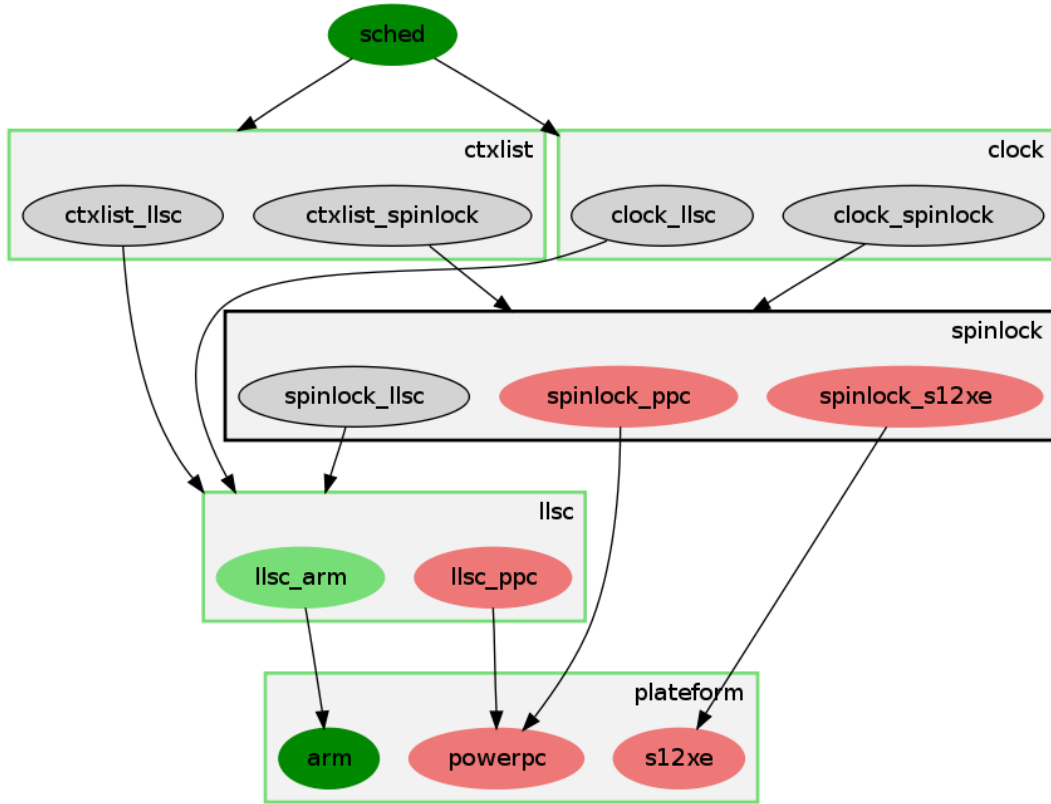 sched
ctxlist
clock
ctxlist_llsc
ctxlist_spinlock
clock_llsc
clock_spinlock
spinlock
spinlock_llsc
spinlock_ppc
spinlock_s12xe
llsc
llsc_arm
llsc_ppc
plateform
arm
powerpc
s12xe